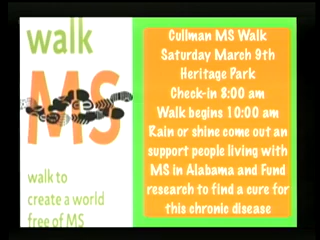 walk
MS
walk to
create a world
free of MS
Cullman MS Walk
Saturday March 9th
Heritage Park
Check-in 8:00 am
Walk begins 10:00 am
Rain or shine come out an
support people living with
MS in Alabama and Fund
research to find a cure for
this chronic disease